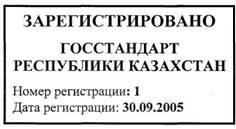 ЗАРЕГИСТРИРОВАНО
ГОССТАНДАРТ
РЕСПУБЛИКИ КАЗАХСТАН
Номер регистрации: 1
Дата регистрации: 30.09.2005